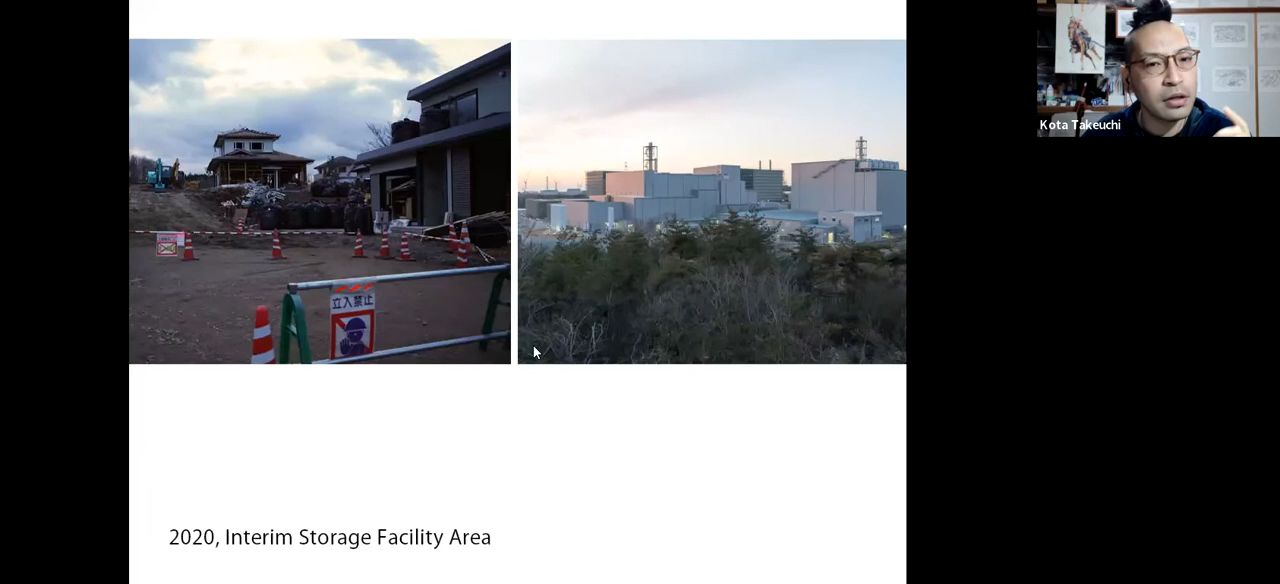 Kota Takeuchi
立入禁止
2020, Interim Storage Facility Area